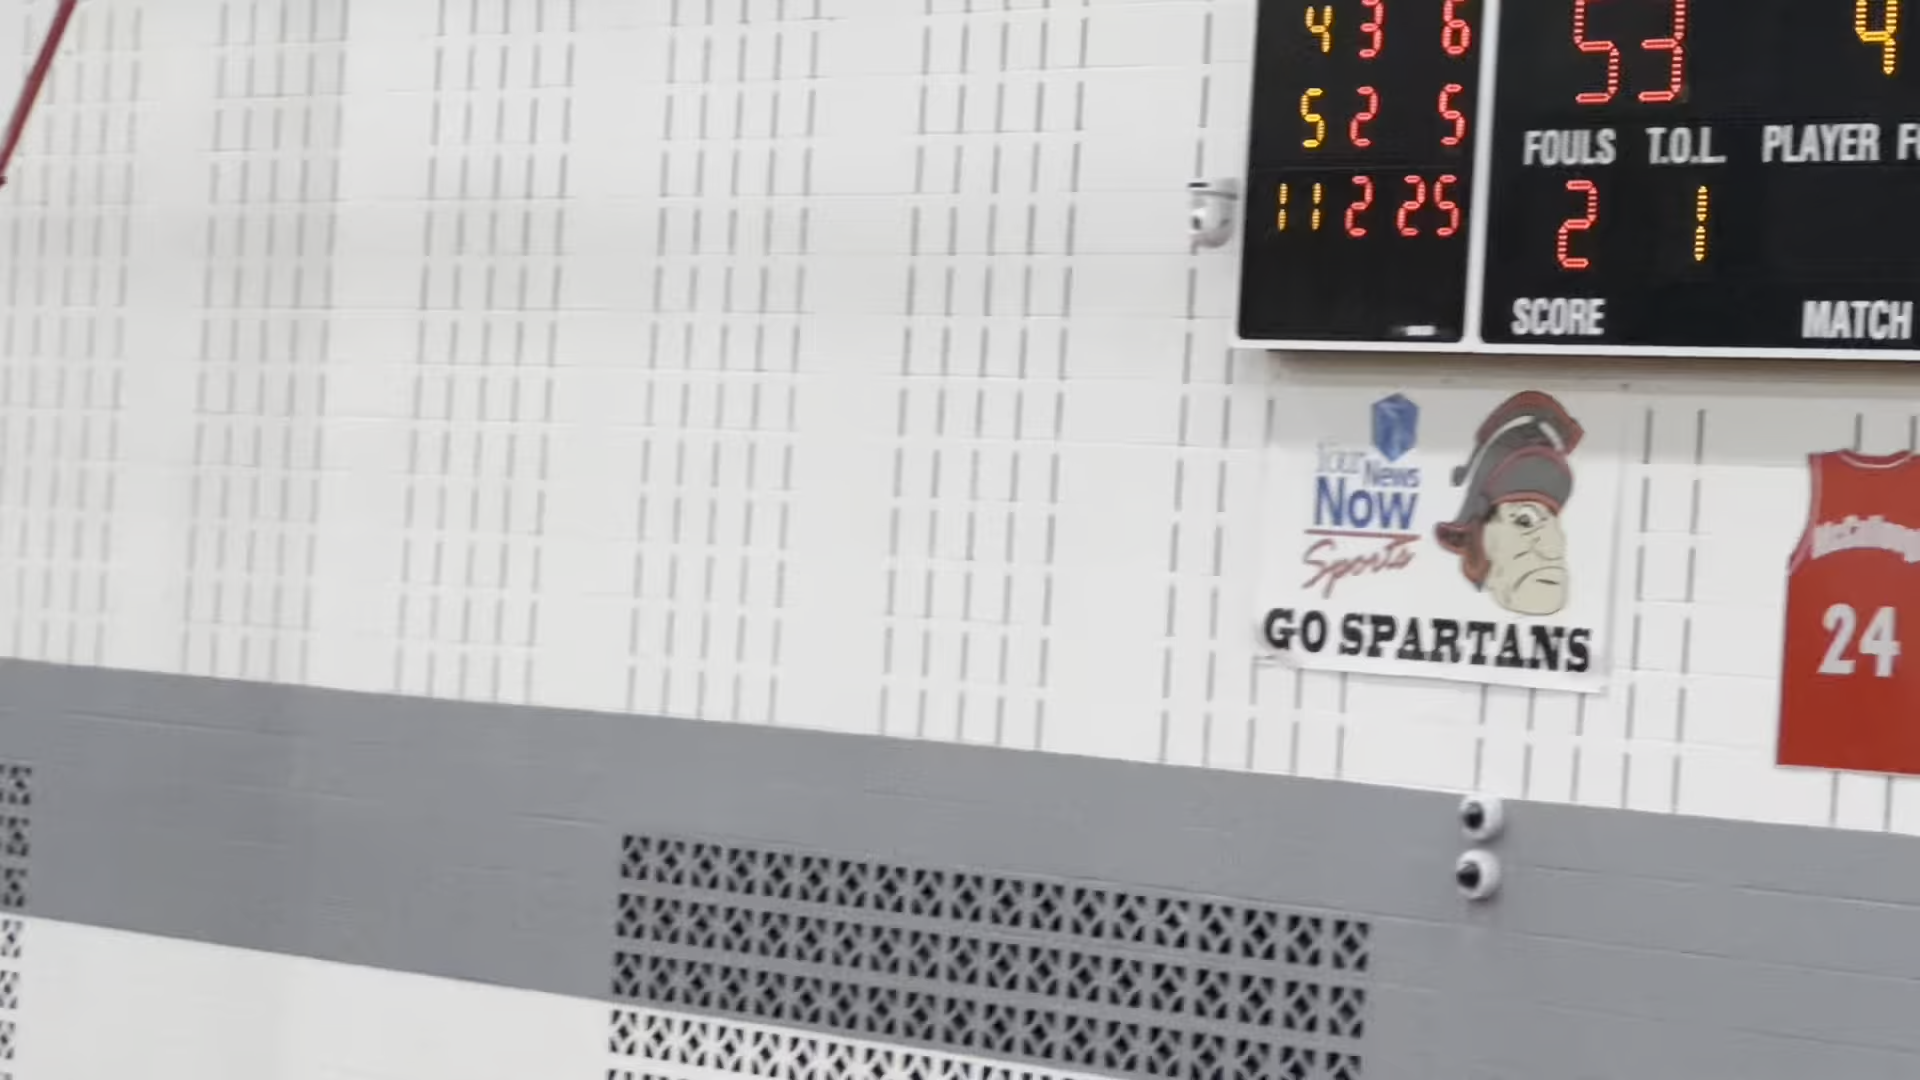 4 3 6
53
4
5 2 5
FOULS T.O.L. PLAYER
11 2 25
2 1
SCORE MATCH
Your News
Now
Sports
GO SPARTANS
24